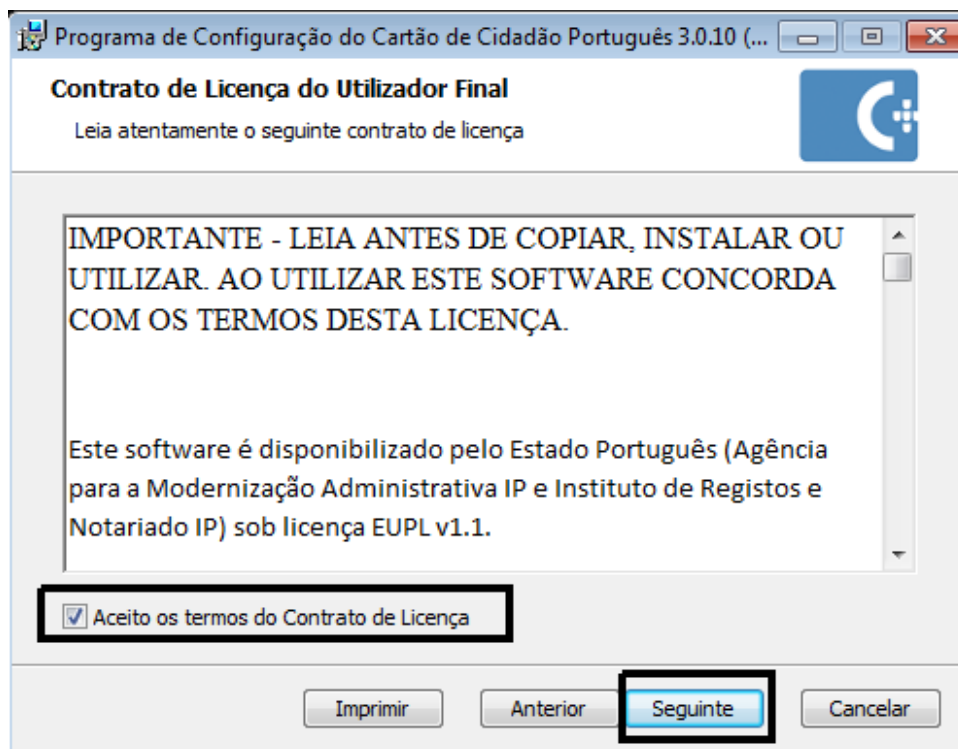 Programa de Configuração do Cartão de Cidadão Português 3.0.10 (...
Contrato de Licença do Utilizador Final
Leia atentamente o seguinte contrato de licença
IMPORTANTE - LEIA ANTES DE COPIAR, INSTALAR OU
UTILIZAR. AO UTILIZAR ESTE SOFTWARE CONCORDA
COM OS TERMOS DESTA LICENÇA.
Este software é disponibilizado pelo Estado Português (Agência
para a Modernização Administrativa IP e Instituto de Registos e
Notariado IP) sob licença EUPL v1.1.
Aceito os termos do Contrato de Licença
Imprimir Anterior Seguinte Cancelar